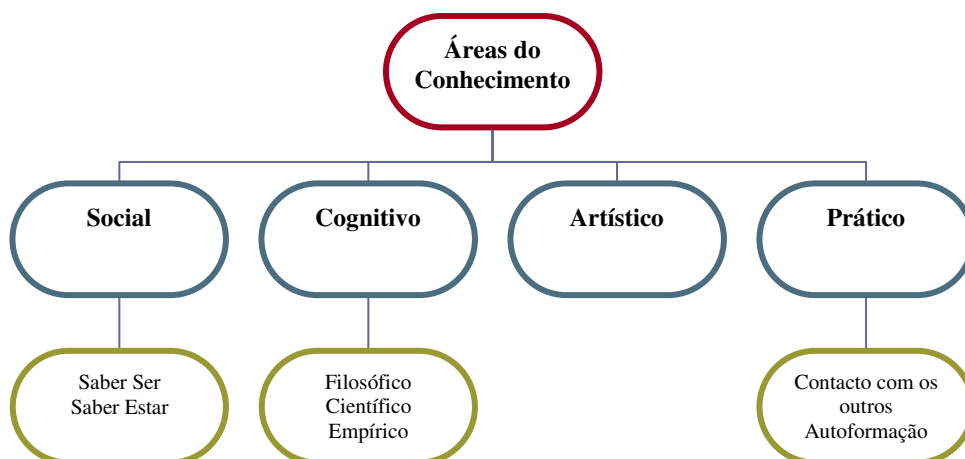 Áreas do
Conhecimento
Social
Cognitivo
Artístico
Prático
Saber Ser
Saber Estar
Filosófico
Científico
Empírico
Contacto com os
outros
Autoformação